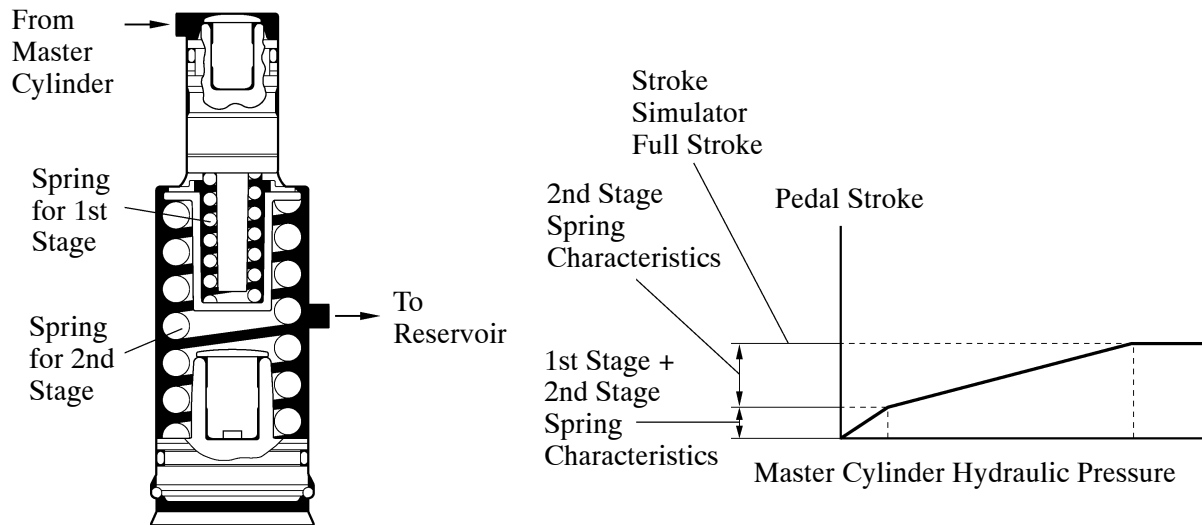 From
Master
Cylinder
Spring
for 1st
Stage
Spring
for 2nd
Stage
To
Reservoir
Stroke
Simulator
Full Stroke
2nd Stage
Spring
Characteristics
Pedal Stroke
1st Stage +
2nd Stage
Spring
Characteristics
Master Cylinder Hydraulic Pressure